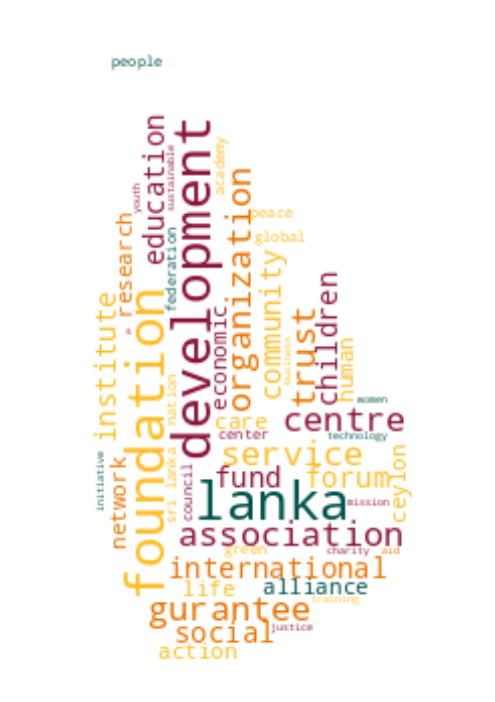 people
education
development
sustainable
academy
youth
organization
peace
research
federation
global
community
children
institute
foundation
economic
trust
human
business
nation
women
care
centre
center
technology
service
sri lanka
initiative
network
council
fund
forum
ceylon
lanka
mission
association
green
charity
aid
international
life
alliance
training
gurantee
social
justice
action